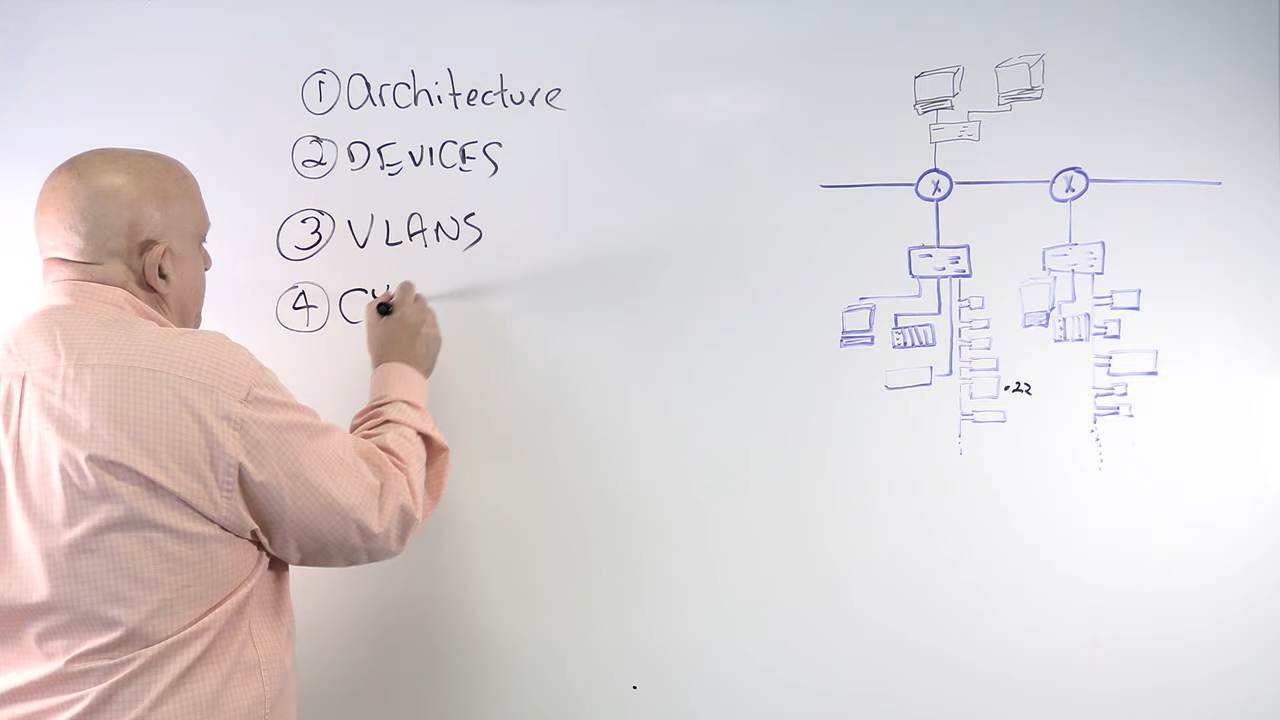 ① Architecture
② DEVICES
③ VLANS
④
X X
.22